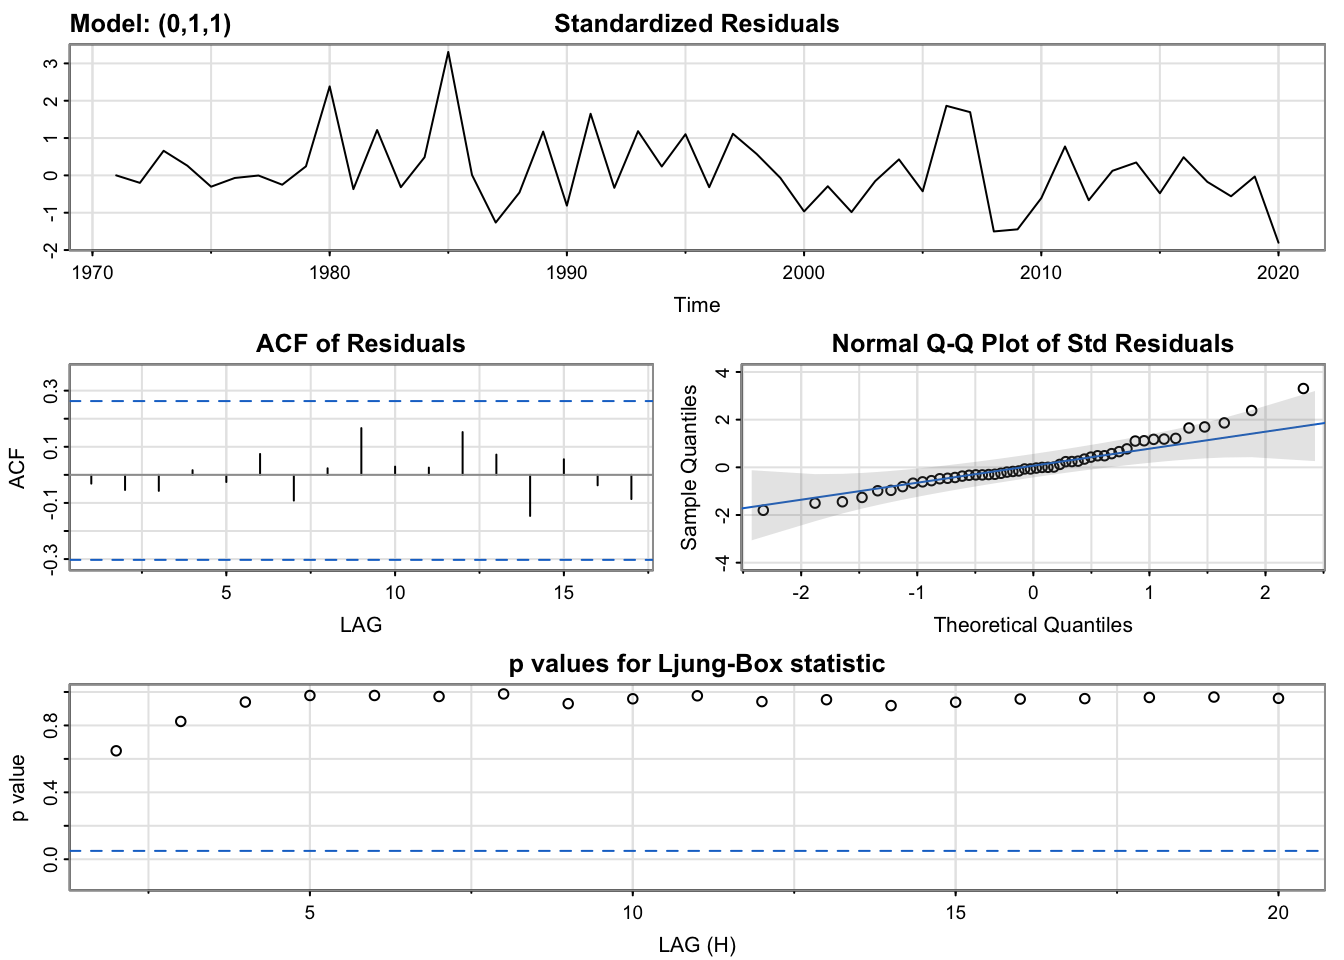 Model: (0,1,1) Standardized Residuals
3
2
1
0
-1
-2
1970 1980 1990 2000 2010 2020
Time
ACF of Residuals
ACF
0.3
0.1
-0.1
-0.3
5 10 15
LAG
Normal Q-Q Plot of Std Residuals
Sample Quantiles
4
2
0
-2
-4
-2 -1 0 1 2
Theoretical Quantiles
p values for Ljung-Box statistic
p value
0.8
0.4
0.0
5 10 15 20
LAG (H)